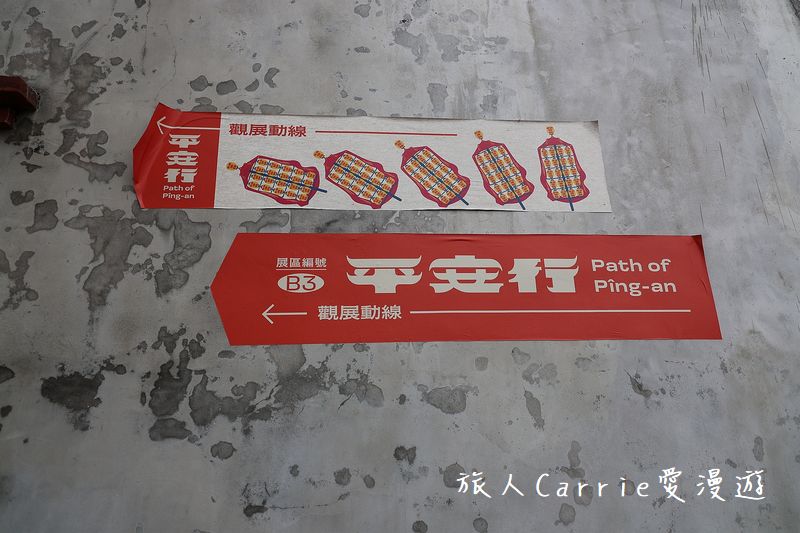 觀展動線
平安行
Path of
Pîng-an
展區編號
B3
平安行
Path of
Pîng-an
觀展動線
旅人Carrie愛漫遊